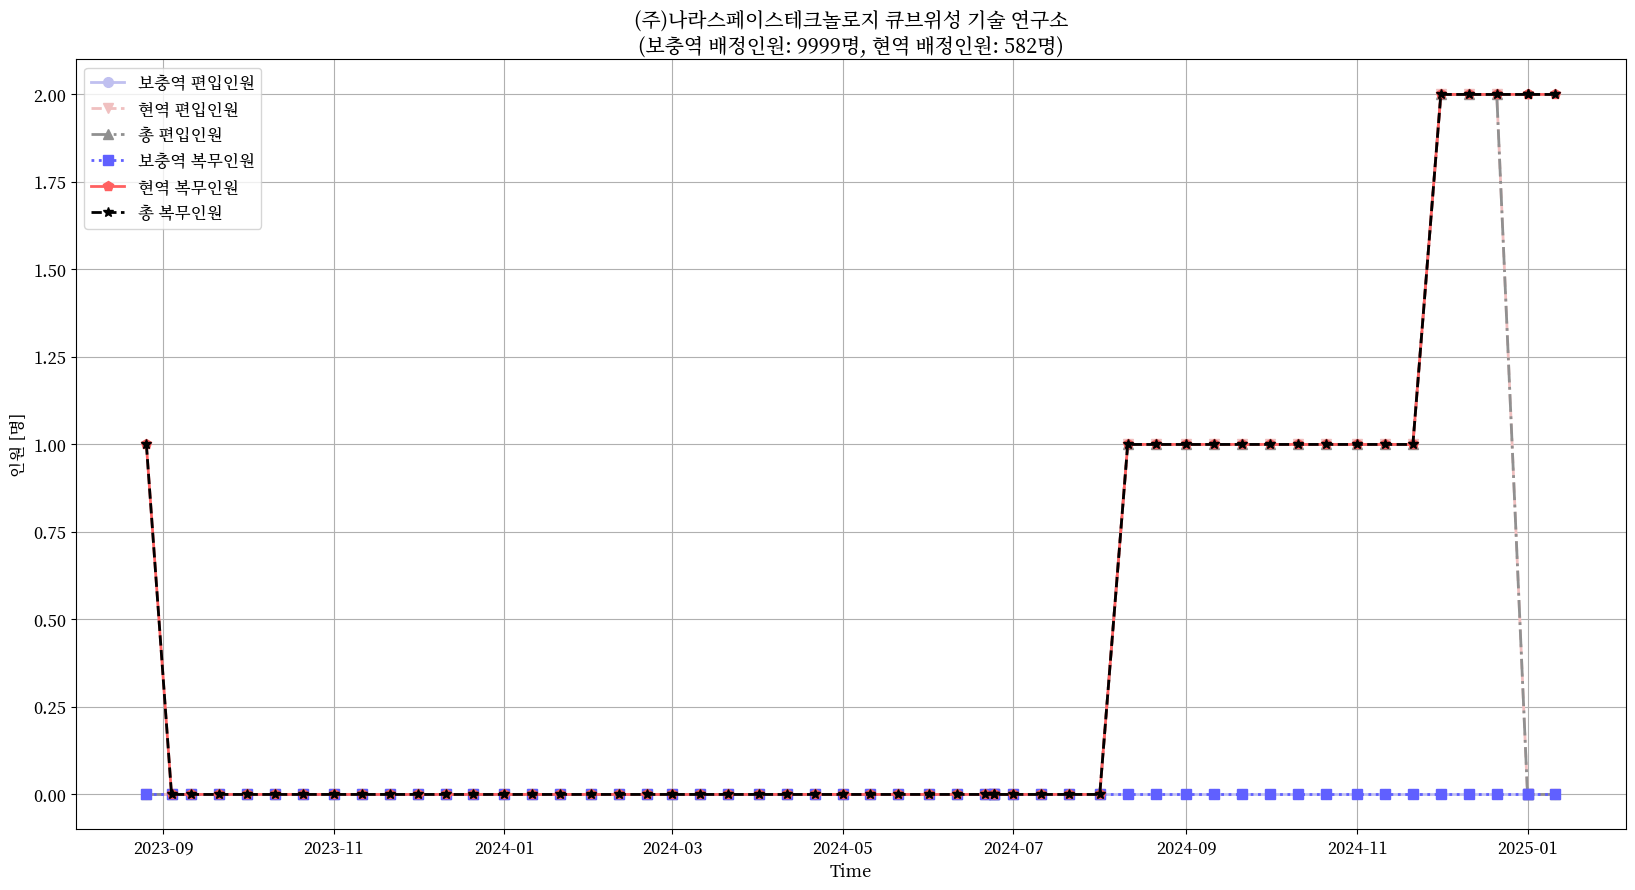 (주)나라스페이스테크놀로지 큐브위성 기술 연구소
(보충역 배정인원: 9999명, 현역 배정인원: 582명)
보충역 편입인원
현역 편입인원
총 편입인원
보충역 복무인원
현역 복무인원
총 복무인원
인원 [명]
2.00
1.75
1.50
1.25
1.00
0.75
0.50
0.25
0.00
2023-09
2023-11
2024-01
2024-03
2024-05
2024-07
2024-09
2024-11
2025-01
Time